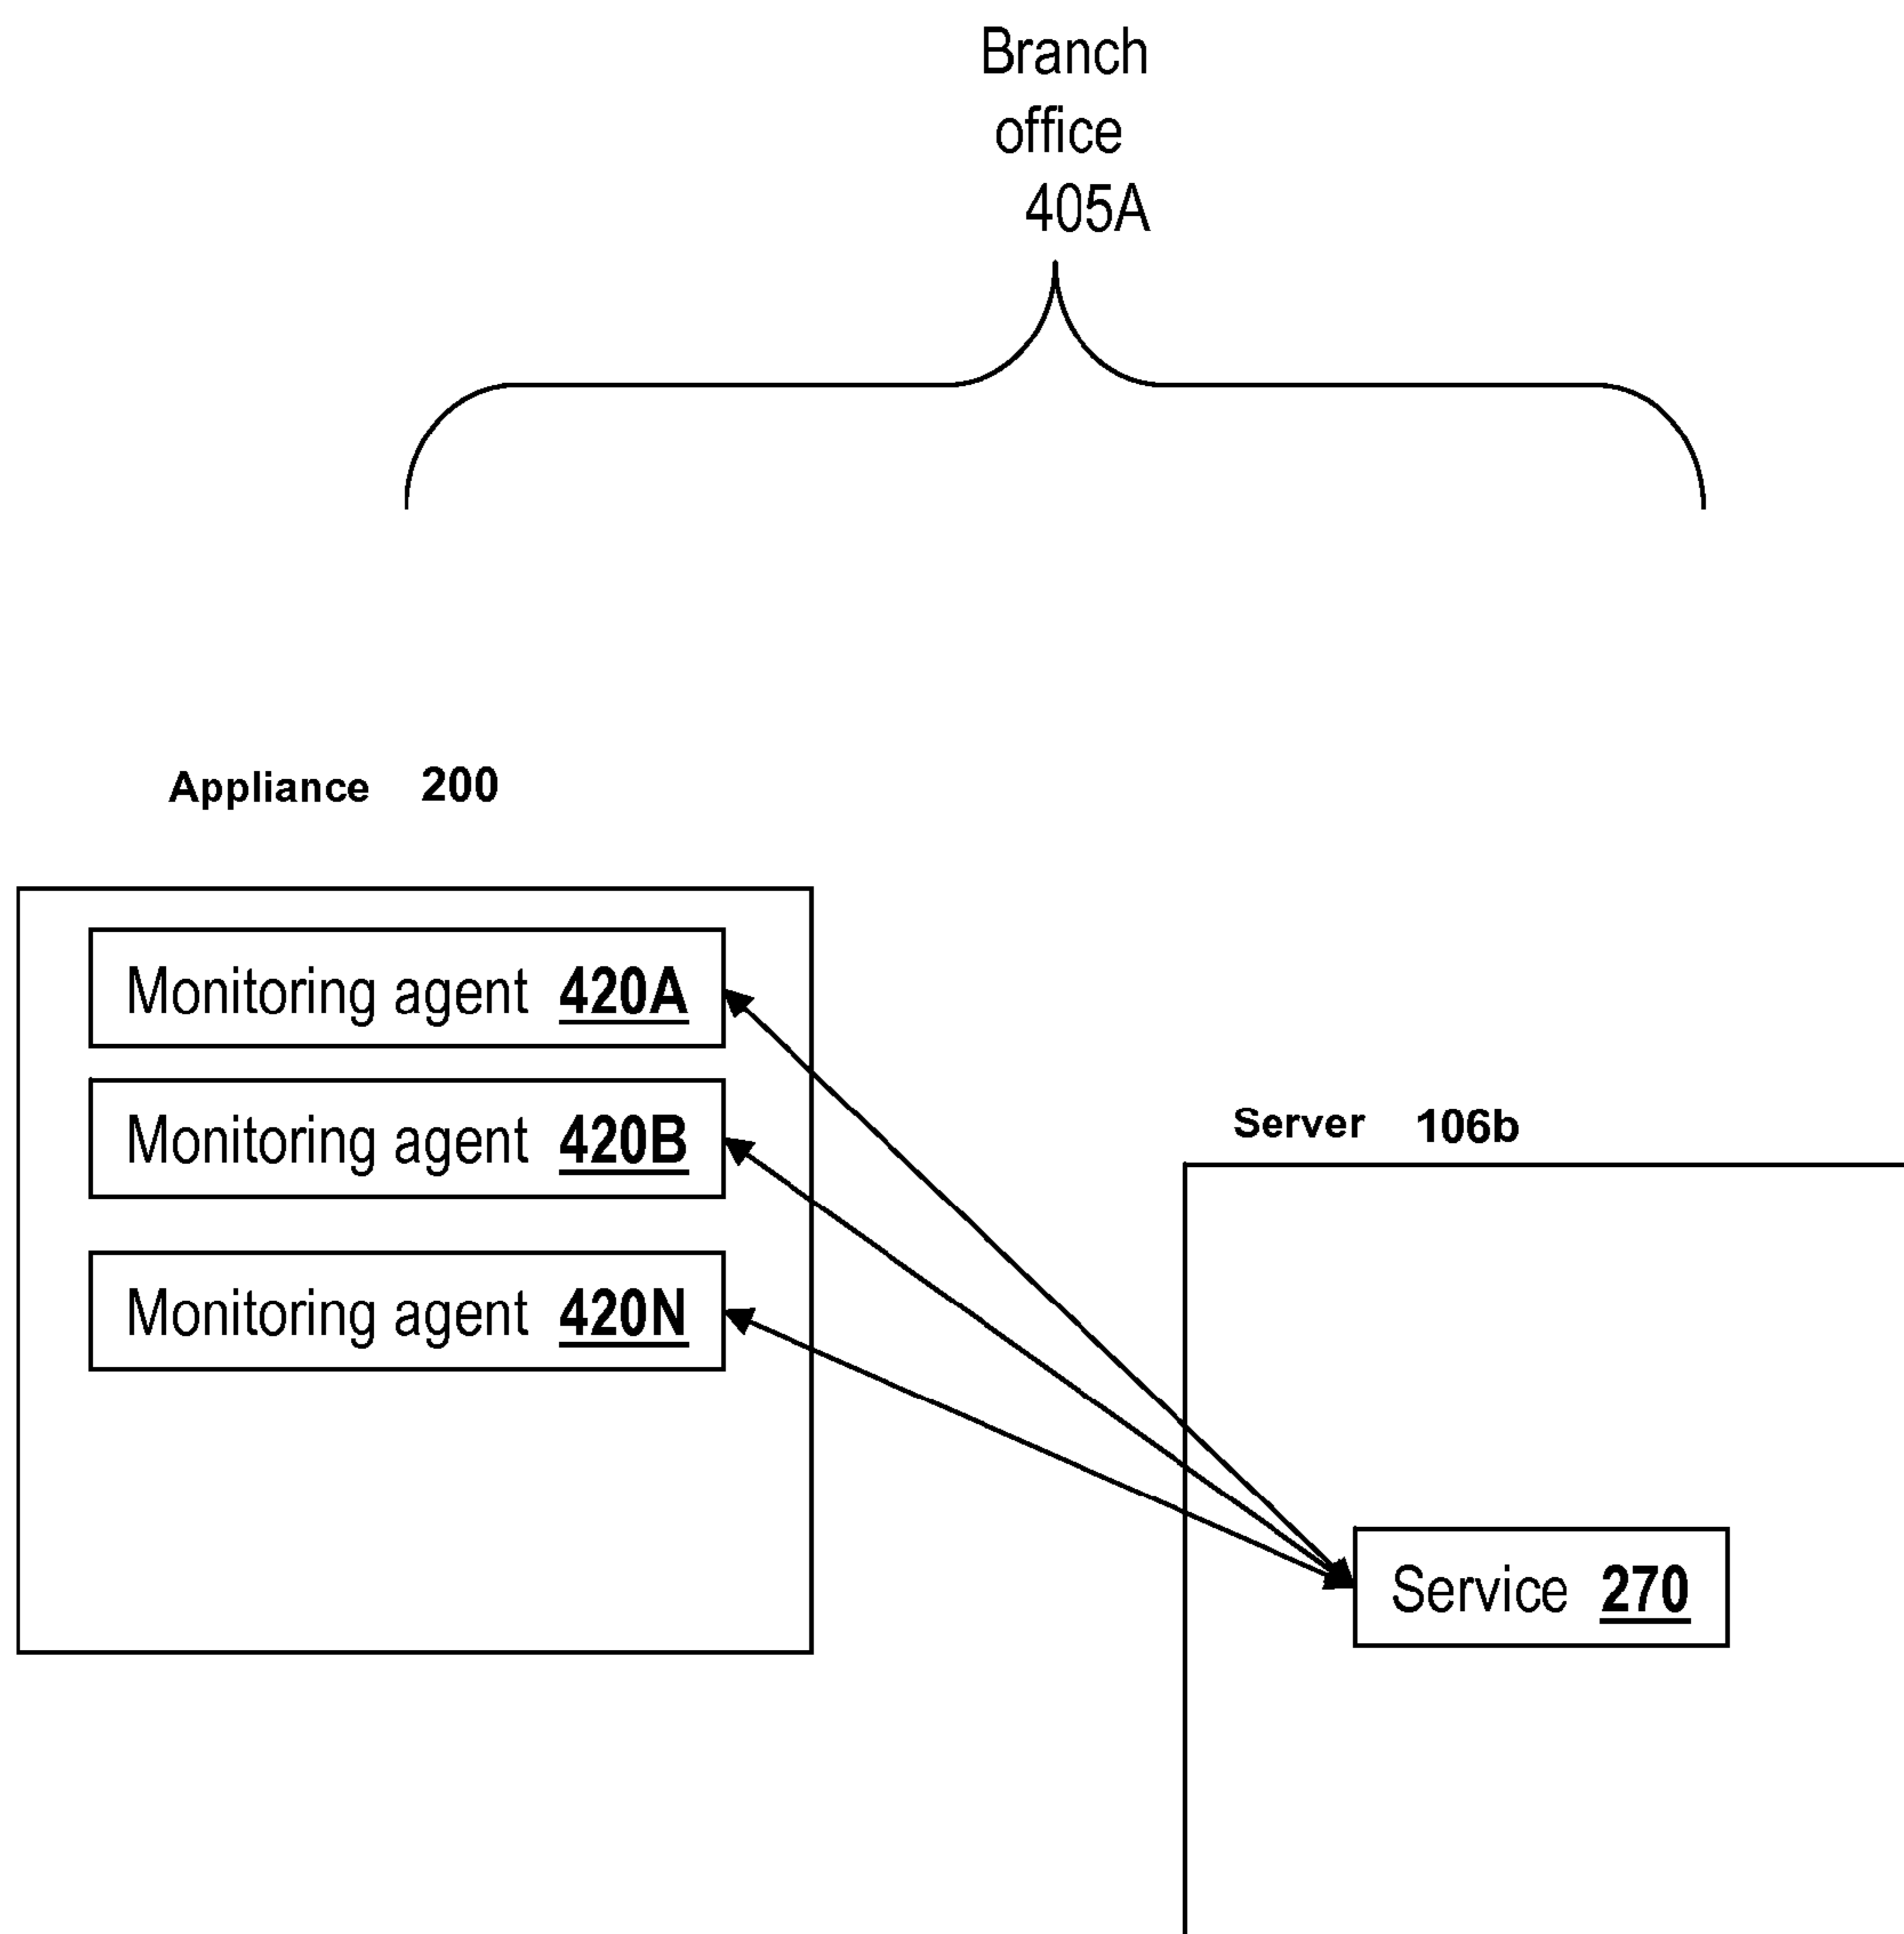 Branch
office
405A
Appliance 200
Monitoring agent 420A
Monitoring agent 420B
Monitoring agent 420N
Server 106b
Service 270